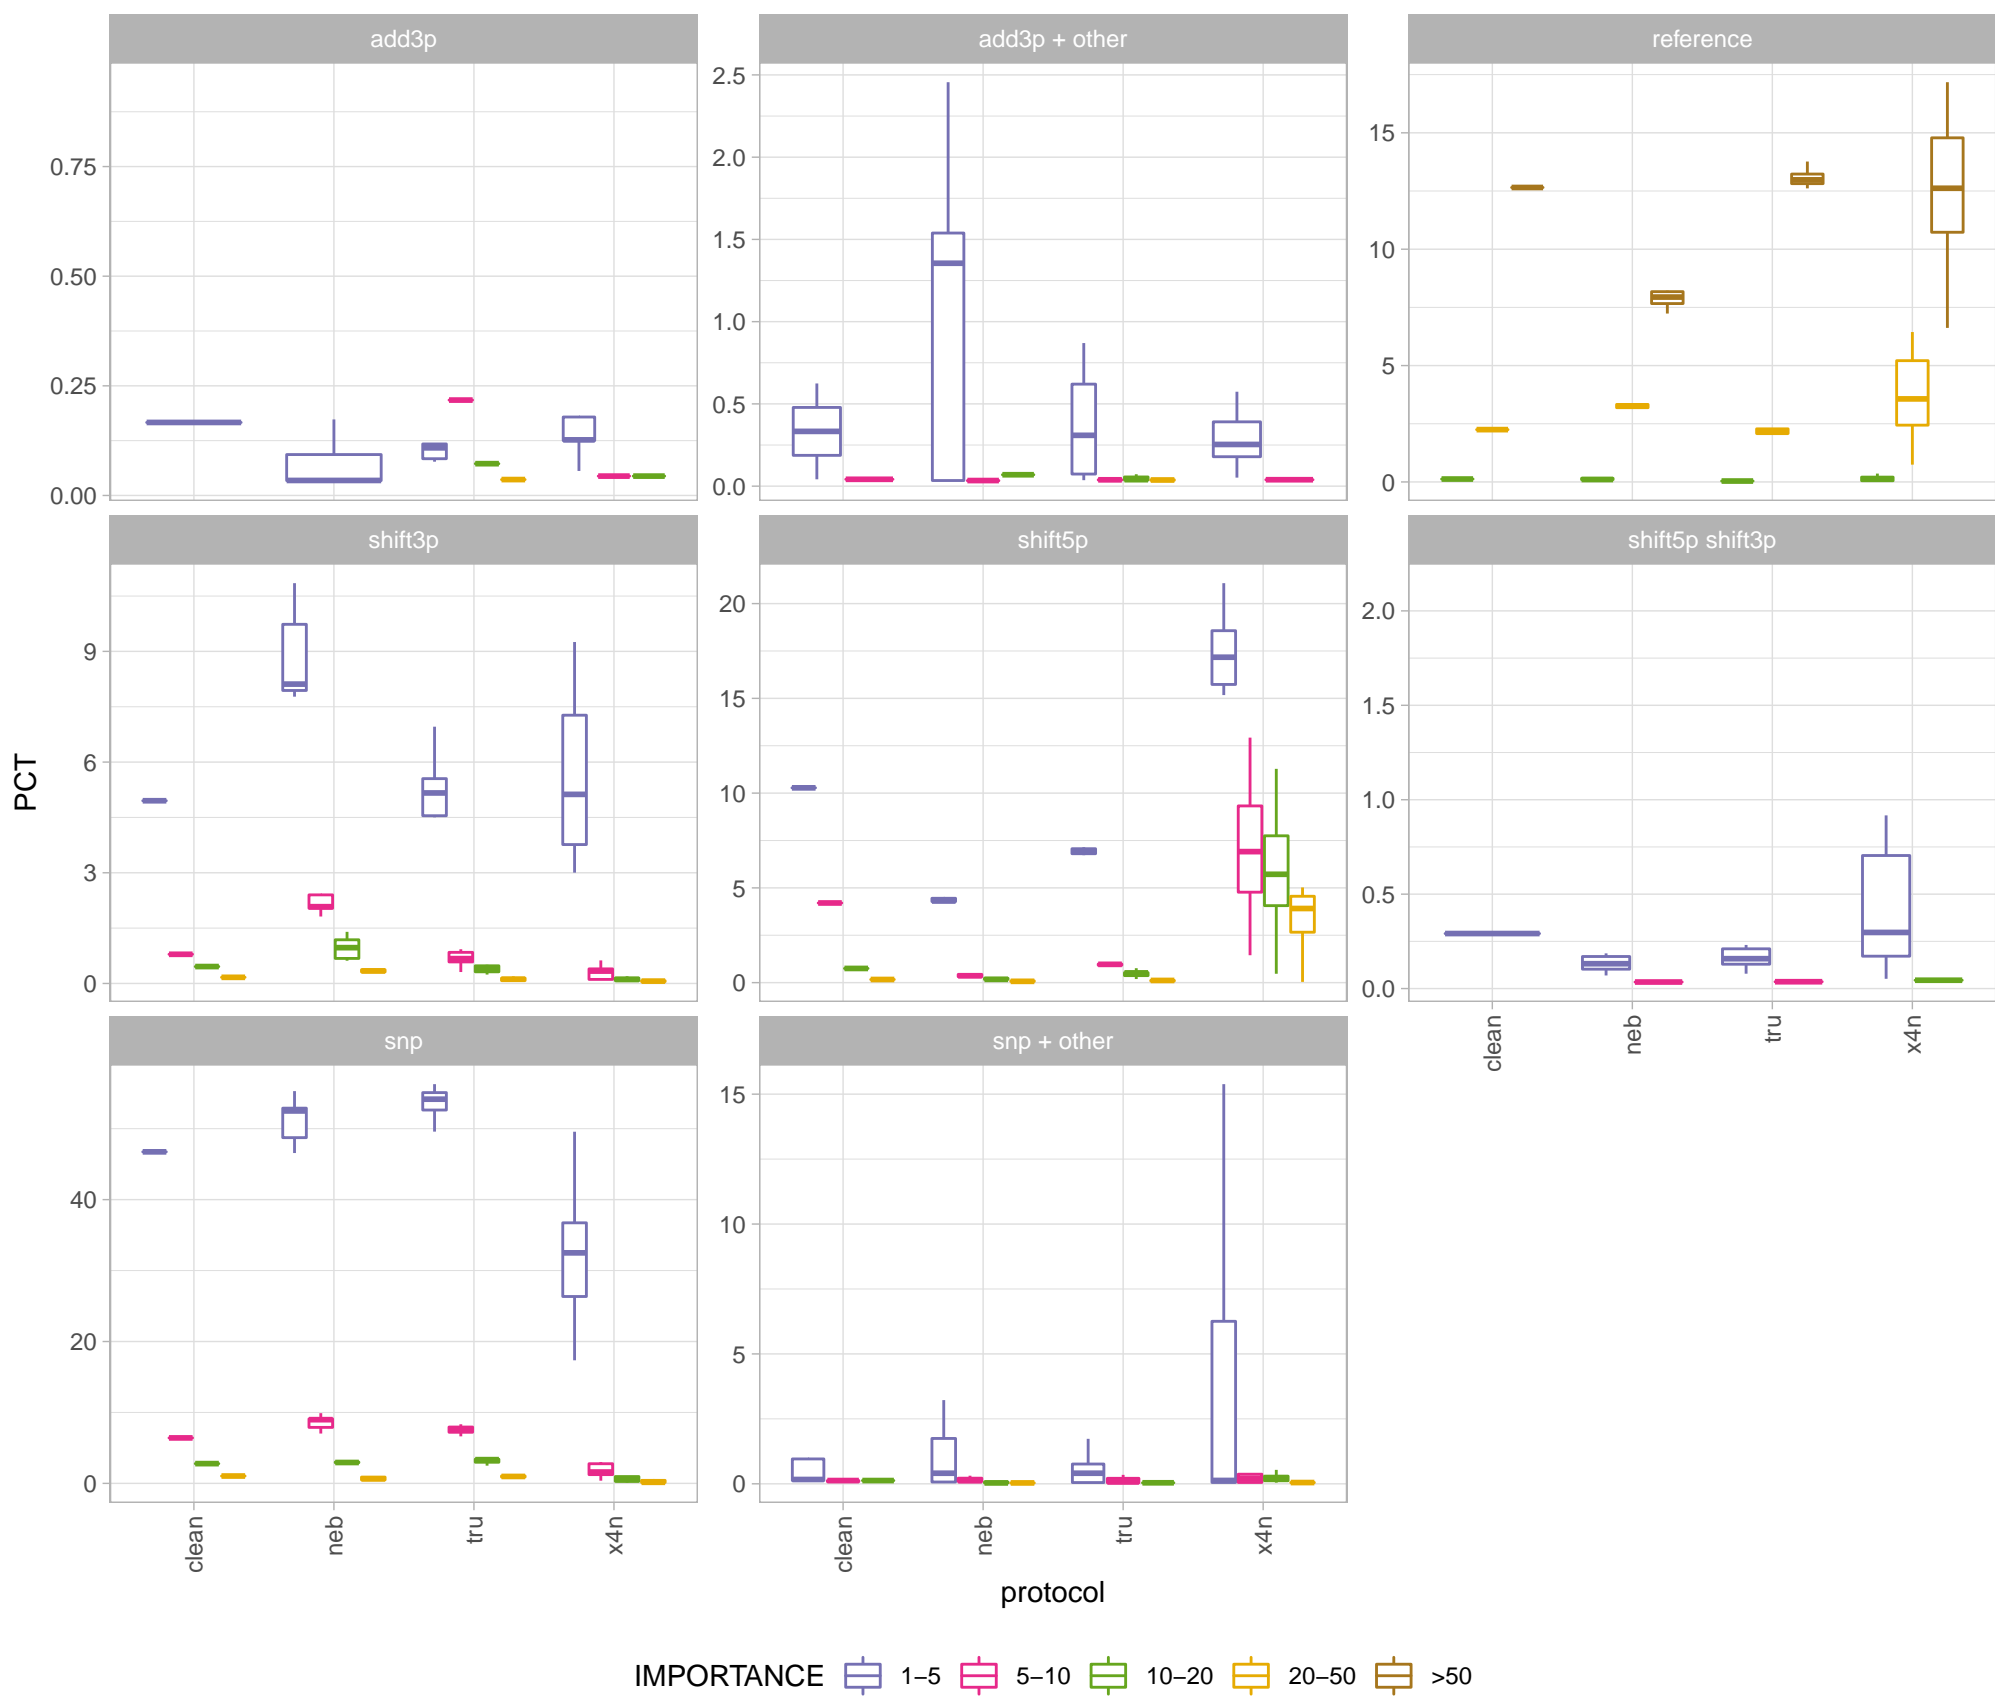 add3p
add3p + other
reference
0.75
0.50
0.25
0.00
2.5
2.0
1.5
1.0
0.5
0.0
15
10
5
0
shift3p
shift5p
shift5p shift3p
PCT
9
6
3
0
20
15
10
5
0
2.0
1.5
1.0
0.5
0.0
clean
neb
tru
x4n
snp
snp + other
40
20
0
15
10
5
0
clean
neb
tru
x4n
clean
neb
tru
x4n
protocol
IMPORTANCE 1–5 5–10 10–20 20–50 >50